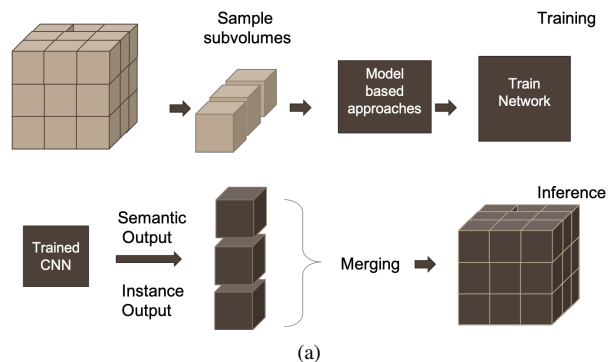 Sample
subvolumes
Training
Model
based
approaches
Train
Network
Inference
Trained
CNN
Semantic
Output
Instance
Output
Merging
(a)